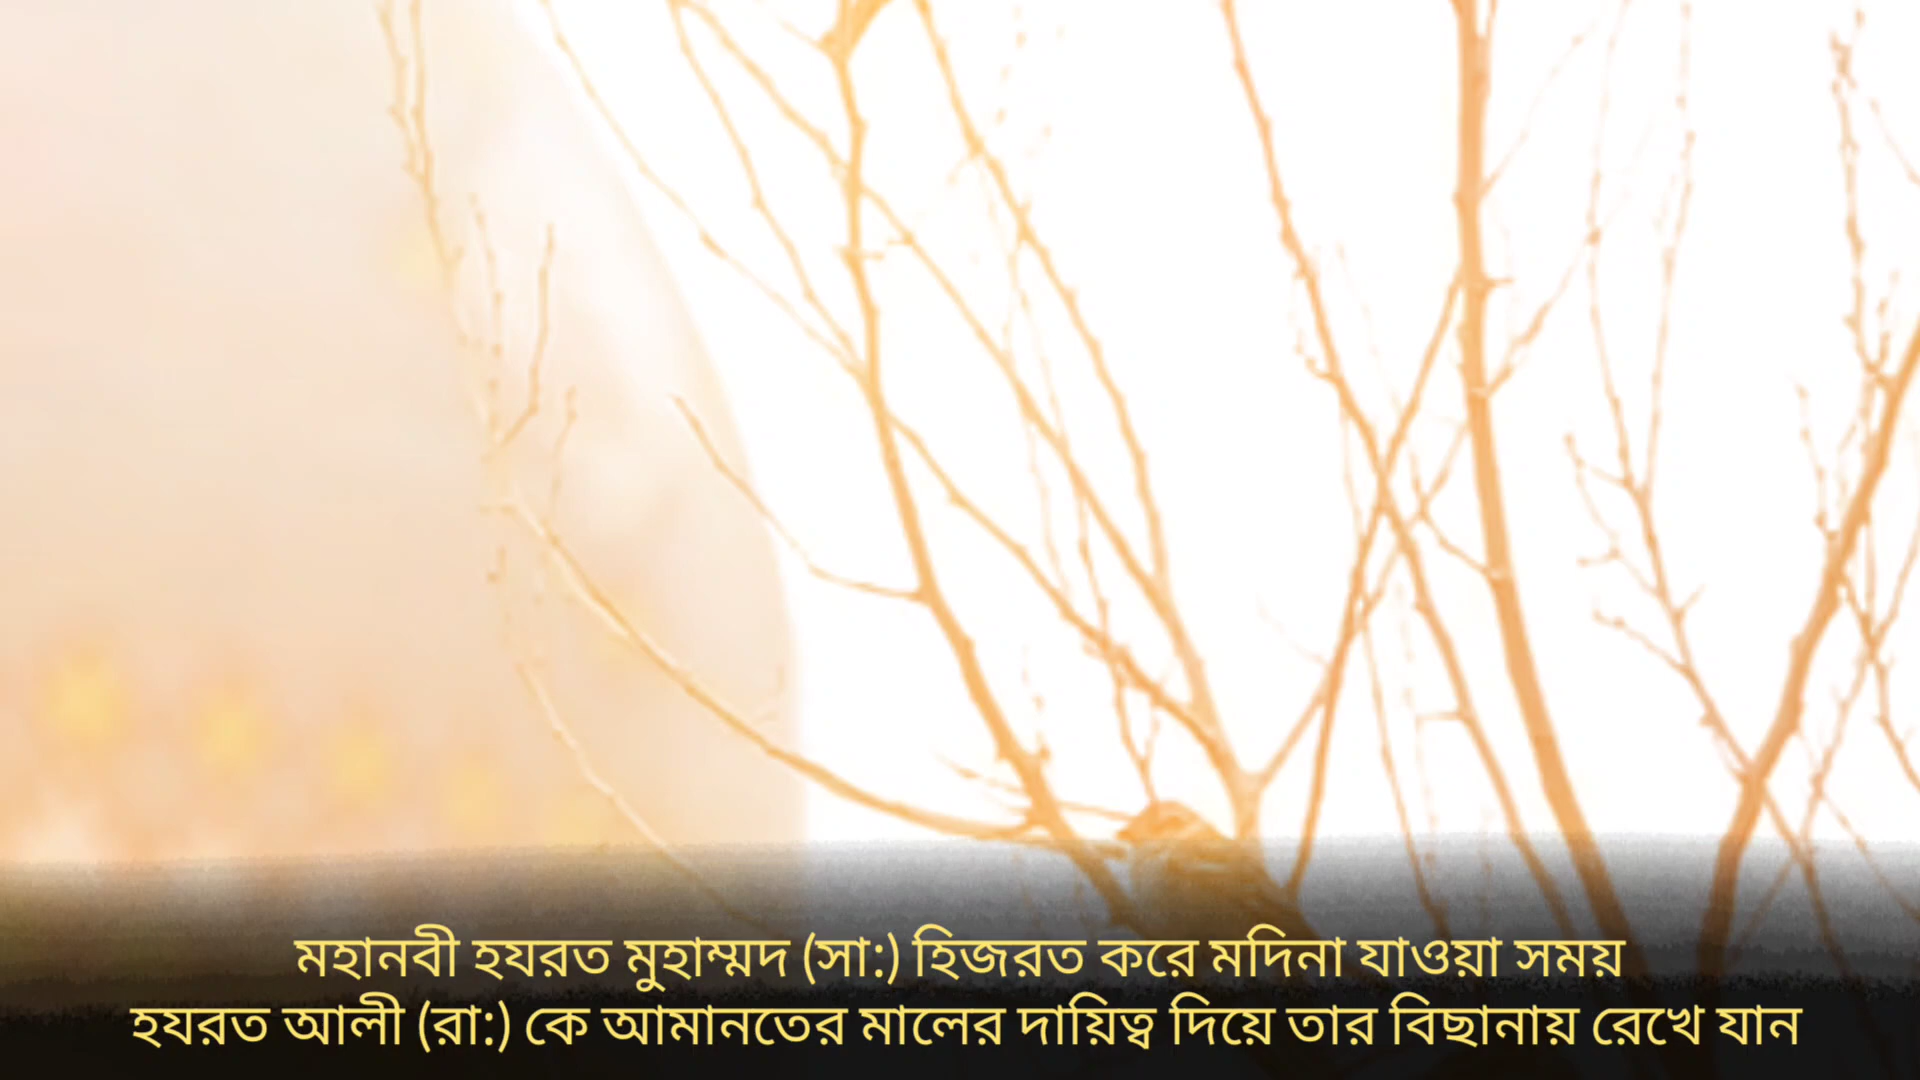 মহানবী হযরত মুহাম্মদ (সা:) হিজরত করে মদিনা যাওয়া সময়
হযরত আলী (রা:) কে আমানতের মালের দায়িত্ব দিয়ে তার বিছানায় রেখে যান